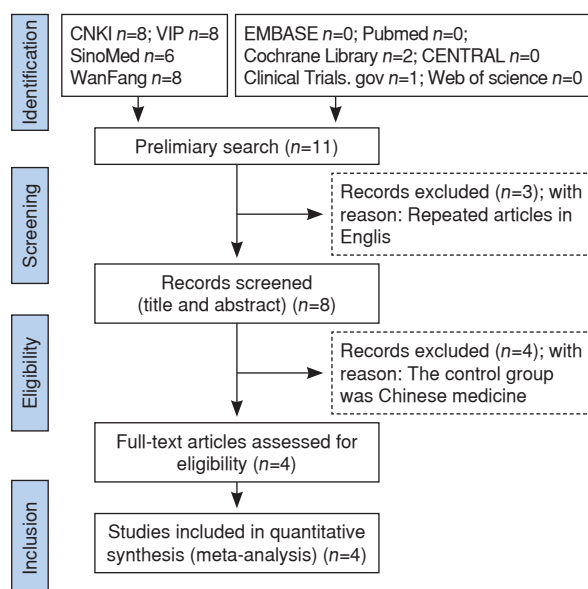 Identification
CNKI n=8; VIP n=8
SinoMed n=6
WanFang n=8
EMBASE n=0; Pubmed n=0;
Cochrane Library n=2; CENTRAL n=0
Clinical Trials. gov n=1; Web of science n=0
Prelimiary search (n=11)
Screening
Records excluded (n=3); with
reason: Repeated articles in
Englis
Records screened
(title and abstract) (n=8)
Eligibility
Records excluded (n=4); with
reason: The control group
was Chinese medicine
Full-text articles assessed for
eligibility (n=4)
Inclusion
Studies included in quantitative
synthesis (meta-analysis) (n=4)